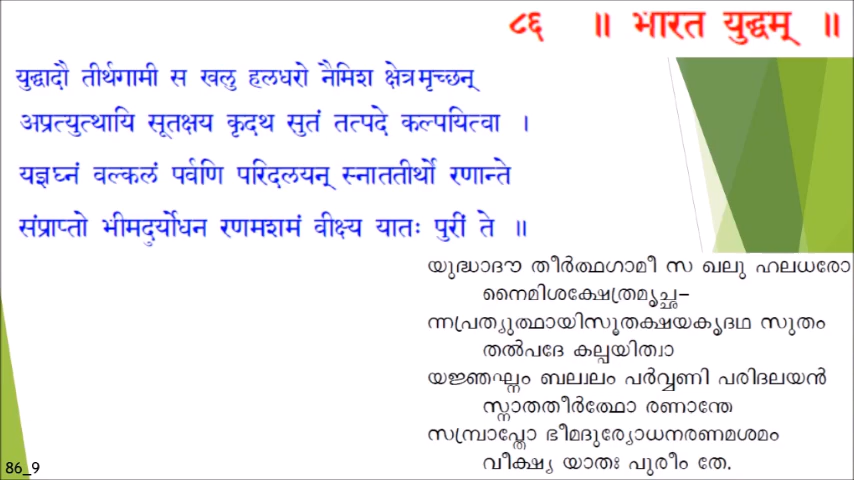 ८६ ॥ भारत युद्धम् ॥
युद्धादौ तीर्थगामी स खलु हलधरो नैमिश क्षेत्रमृच्छन्
अप्रत्युत्थायि सूतक्षय कृदथ सुतं तत्पदे कल्पयित्वा ।
यज्ञघ्नं वल्कलं पर्वणि परिदलयन् स्नाततीर्थो रणान्ते
संप्राप्तो भीमदुर्योधन रणमशमं वीक्ष्य यातः पुरीं ते ॥
യുദ്ധാദൗ തീർത്ഥഗാമീ സ ഖലു ഹലധരോ
നൈമിശക്ഷേത്രമൃച്ഛ–
ന്നപ്രത്യുത്ഥായിസൂതക്ഷയകൃദഥ സുതം
തൽപദേ കല്പയിത്വാ
യജ്ഞഘ്നം ബല്വലം പർവ്വണി പരിദലയൻ
സ്നാതതീർത്ഥോ രണാന്തേ
സമ്പ്രാപ്തോ ഭീമദുര്യോധനരണമശമം
വീക്ഷ്യ യാതഃ പുരീം തേ.
86_9